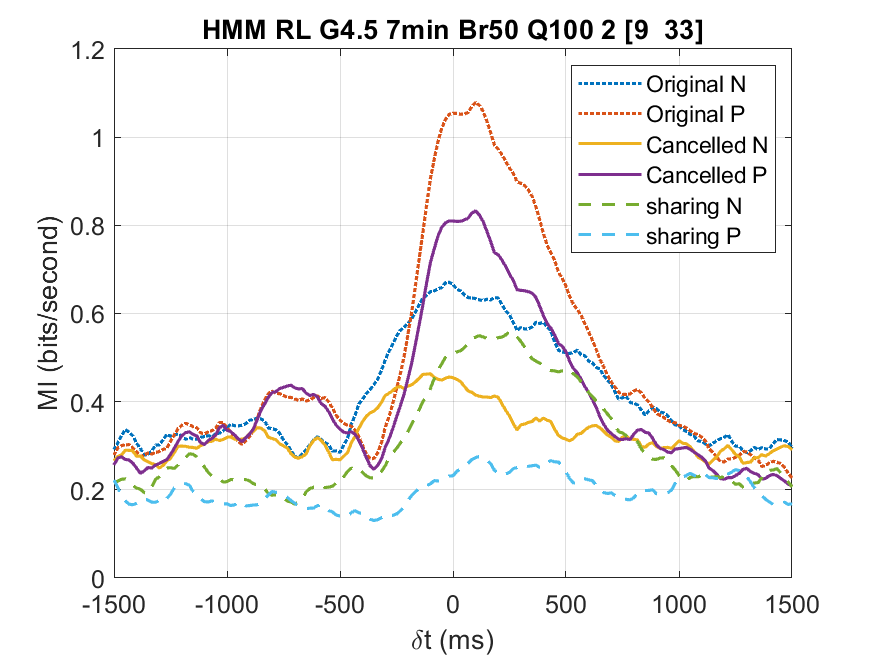 HMM RL G4.5 7min Br50 Q100 2 [9 33]
1.2
1
0.8
0.6
0.4
0.2
0
MI (bits/second)
Original N
Original P
Cancelled N
Cancelled P
sharing N
sharing P
-1500 -1000 -500 0 500 1000 1500
δt (ms)